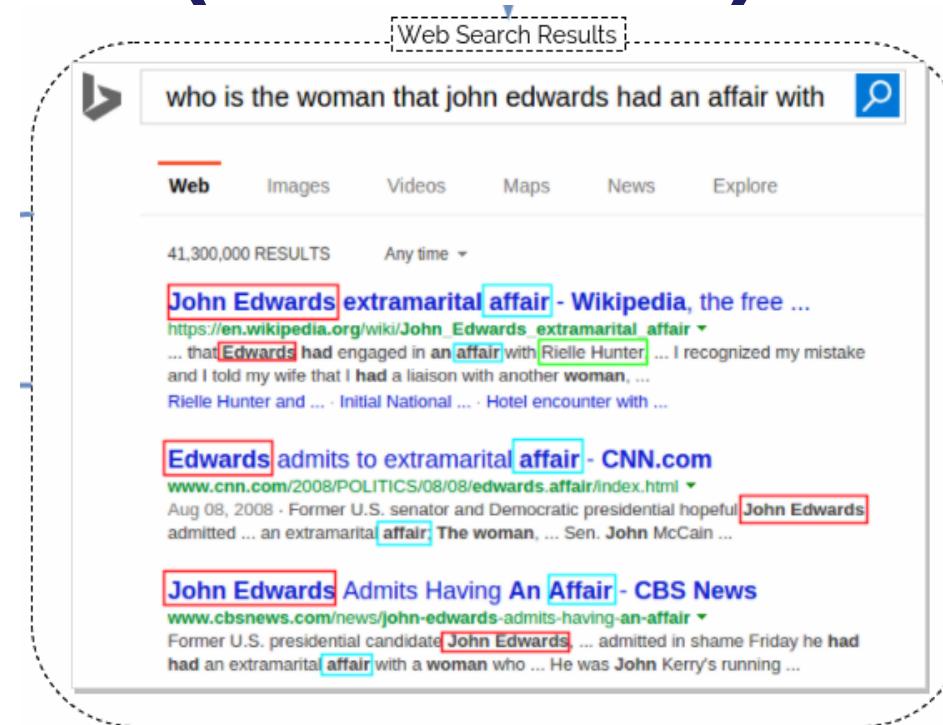 Web Search Results
who is the woman that john edwards had an affair with
Web Images Videos Maps News Explore
41,300,000 RESULTS Any time
John Edwards extramarital affair - Wikipedia, the free ...
https://en.wikipedia.org/wiki/John_Edwards_extramarital_affair
... that Edwards had engaged in an affair with Rielle Hunter, ... I recognized my mistake
and I told my wife that I had a liaison with another woman, ...
Rielle Hunter and ... · Initial National ... · Hotel encounter with ...
Edwards admits to extramarital affair - CNN.com
www.cnn.com/2008/POLITICS/08/08/edwards.affair/index.html
Aug 08, 2008 · Former U.S. senator and Democratic presidential hopeful John Edwards
admitted ... an extramarital affair; The woman, ... Sen. John McCain ...
John Edwards Admits Having An Affair - CBS News
www.cbsnews.com/news/john-edwards-admits-having-an-affair
Former U.S. presidential candidate John Edwards, ... admitted in shame Friday he had
had an extramarital affair with a woman who ... He was John Kerry's running ...